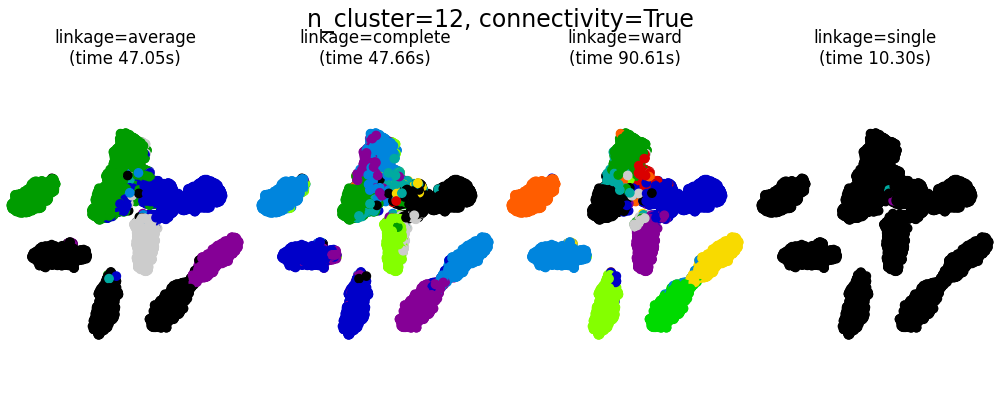 n_cluster=12, connectivity=True
linkage=average
(time 47.05s)
linkage=complete
(time 47.66s)
linkage=ward
(time 90.61s)
linkage=single
(time 10.30s)